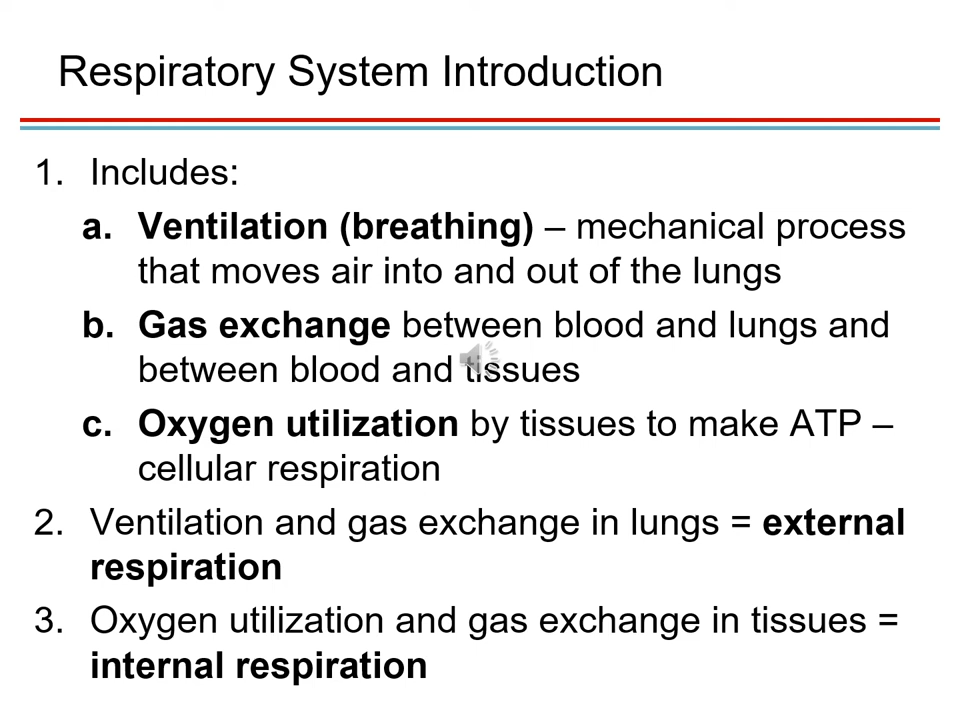 Respiratory System Introduction
1. Includes:
a. Ventilation (breathing) – mechanical process
that moves air into and out of the lungs
b. Gas exchange between blood and lungs and
between blood and tissues
c. Oxygen utilization by tissues to make ATP –
cellular respiration
2. Ventilation and gas exchange in lungs = external
respiration
3. Oxygen utilization and gas exchange in tissues =
internal respiration